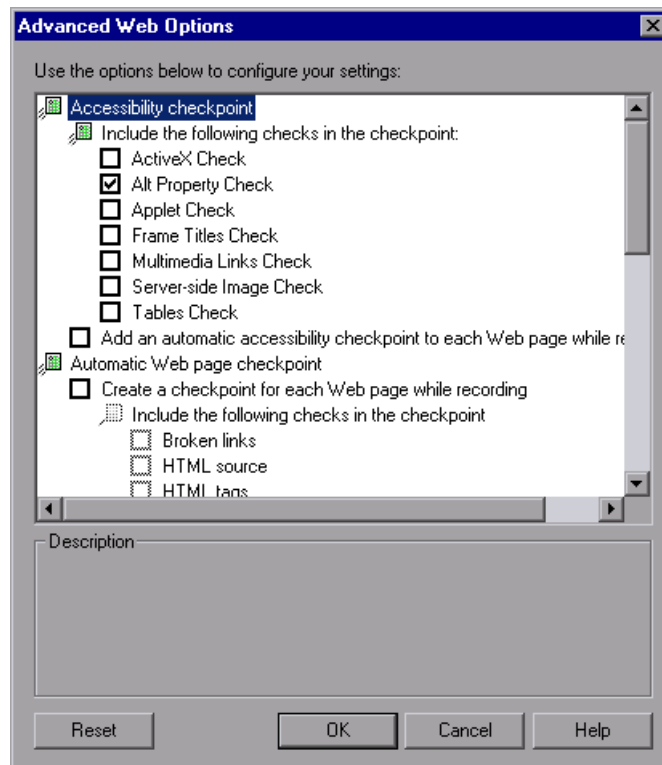 Advanced Web Options
Use the options below to configure your settings:
Accessibility checkpoint
Include the following checks in the checkpoint:
ActiveX Check
Alt Property Check
Applet Check
Frame Titles Check
Multimedia Links Check
Server-side Image Check
Tables Check
Add an automatic accessibility checkpoint to each Web page while re
Automatic Web page checkpoint
Create a checkpoint for each Web page while recording
Include the following checks in the checkpoint
Broken links
HTML source
HTML tags
Description
Reset OK Cancel Help